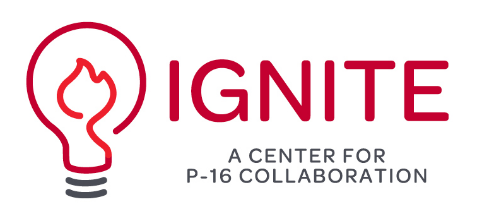 IGNITE
A CENTER FOR
P-16 COLLABORATION